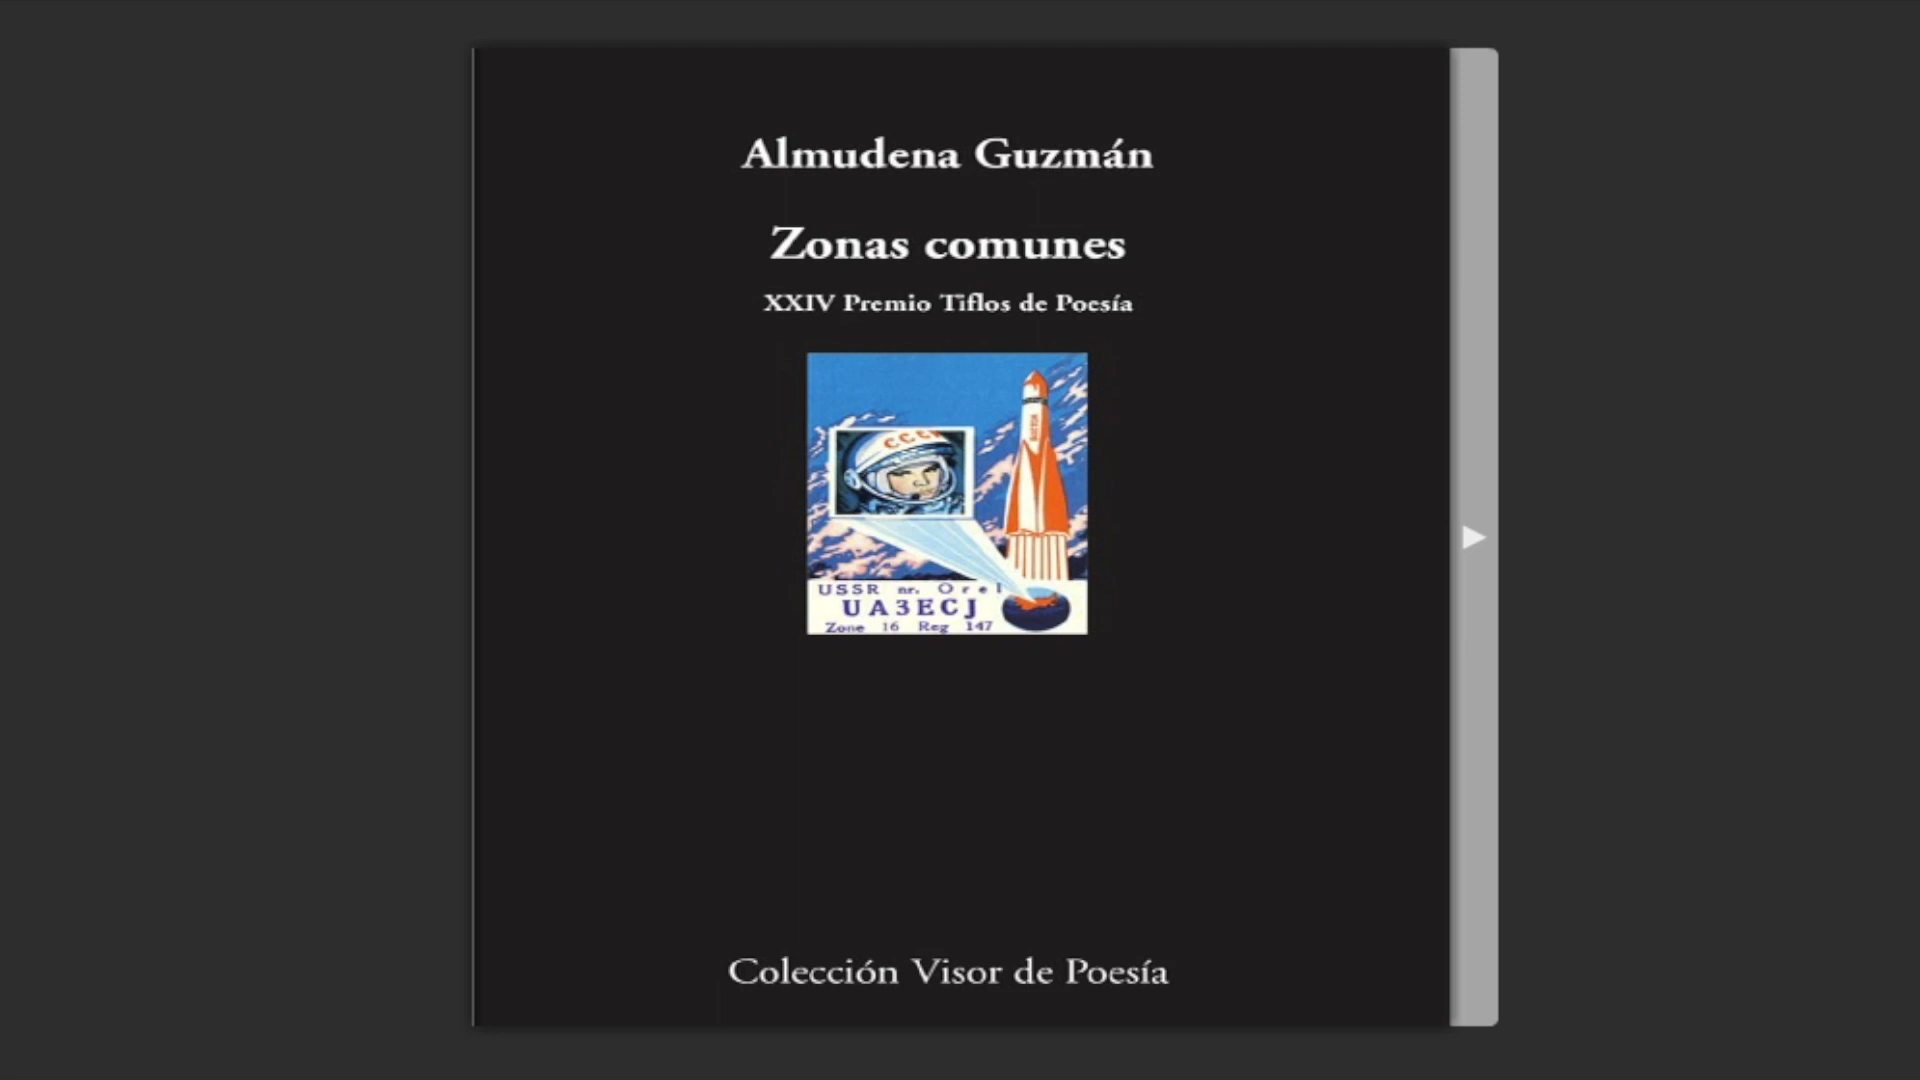 Almudena Guzmán
Zonas comunes
XXIV Premio Tiflos de Poesía
CCCP
USSR nr. Orel
UA3ECJ
Zone 16 Reg 147
Colección Visor de Poesía